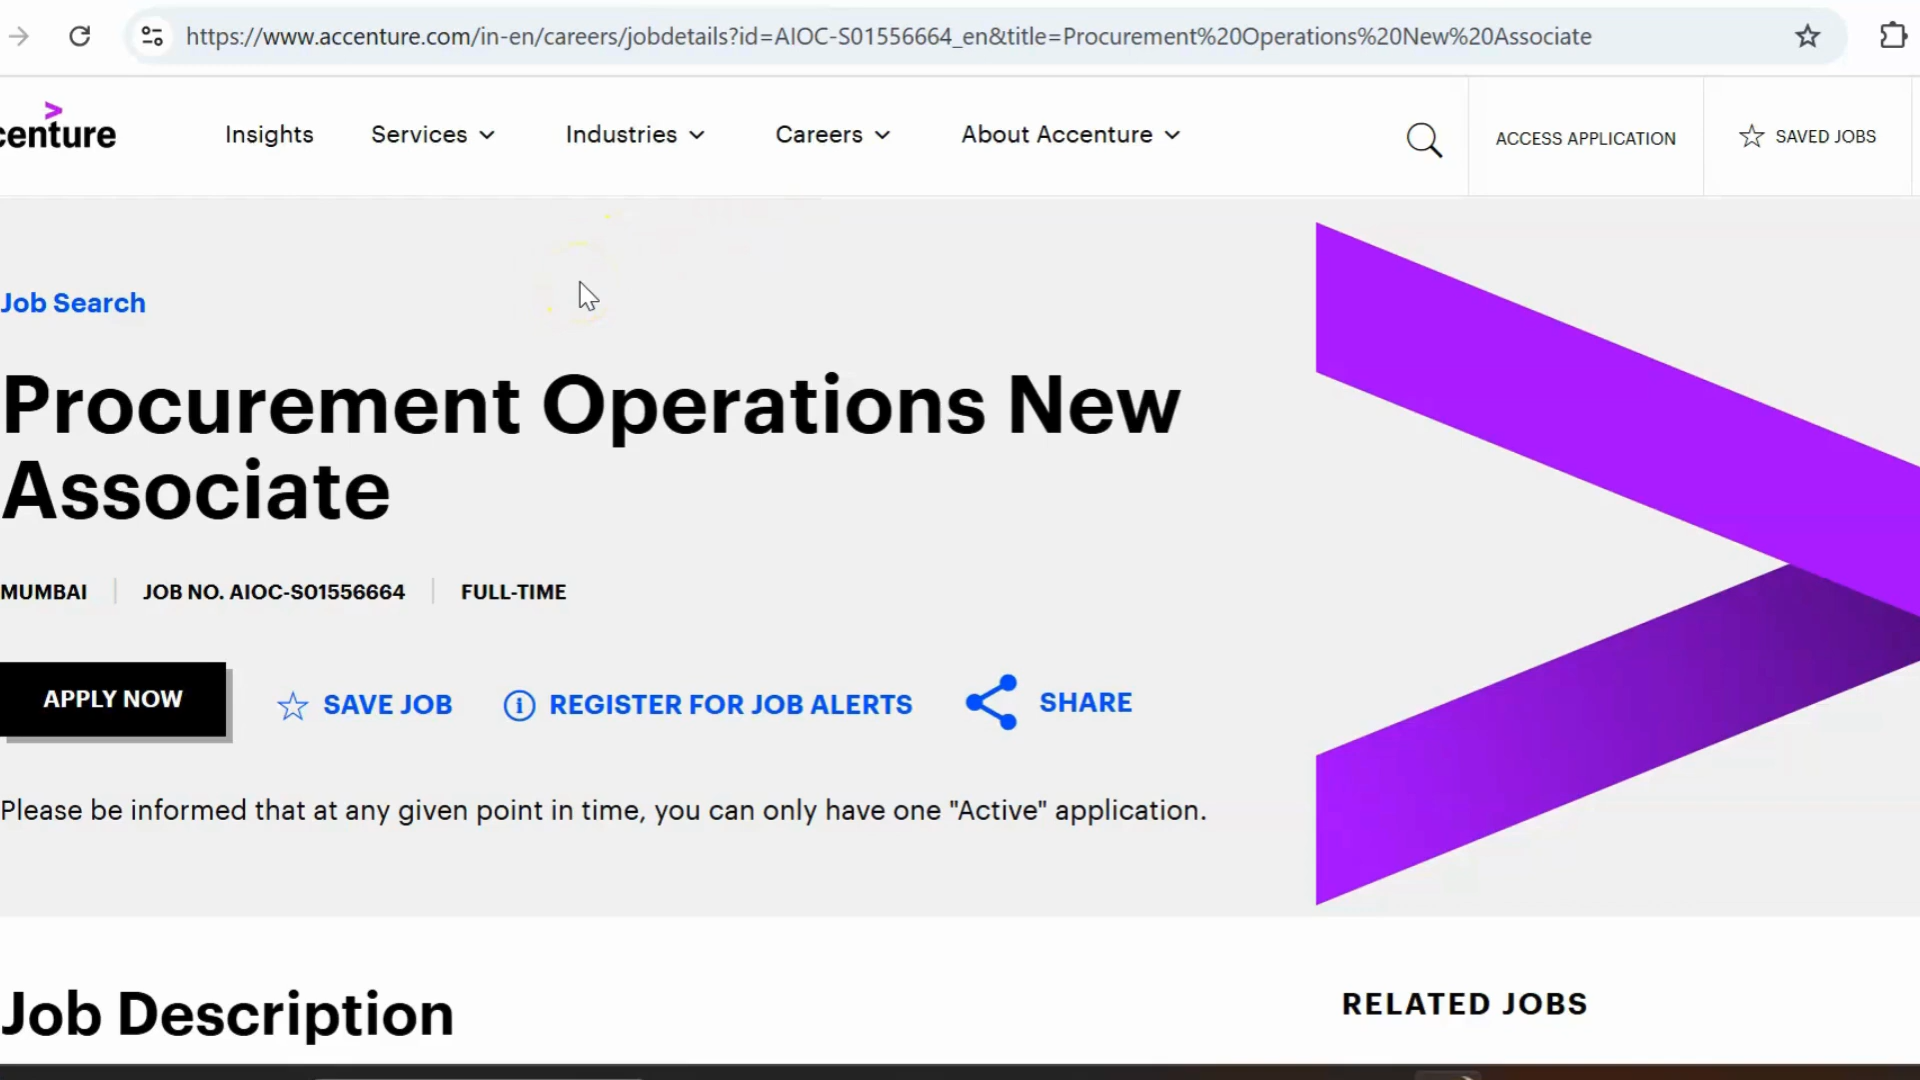 https://www.accenture.com/in-en/careers/jobdetails?id=AIOC-S01556664_en&title=Procurement%20Operations%20New%20Associate
centure
Insights Services Industries Careers About Accenture ACCESS APPLICATION SAVED JOBS
Job Search
Procurement Operations New
Associate
MUMBAI JOB NO. AIOC-S01556664 FULL-TIME
APPLY NOW SAVE JOB REGISTER FOR JOB ALERTS SHARE
Please be informed that at any given point in time, you can only have one "Active" application.
Job Description
RELATED JOBS